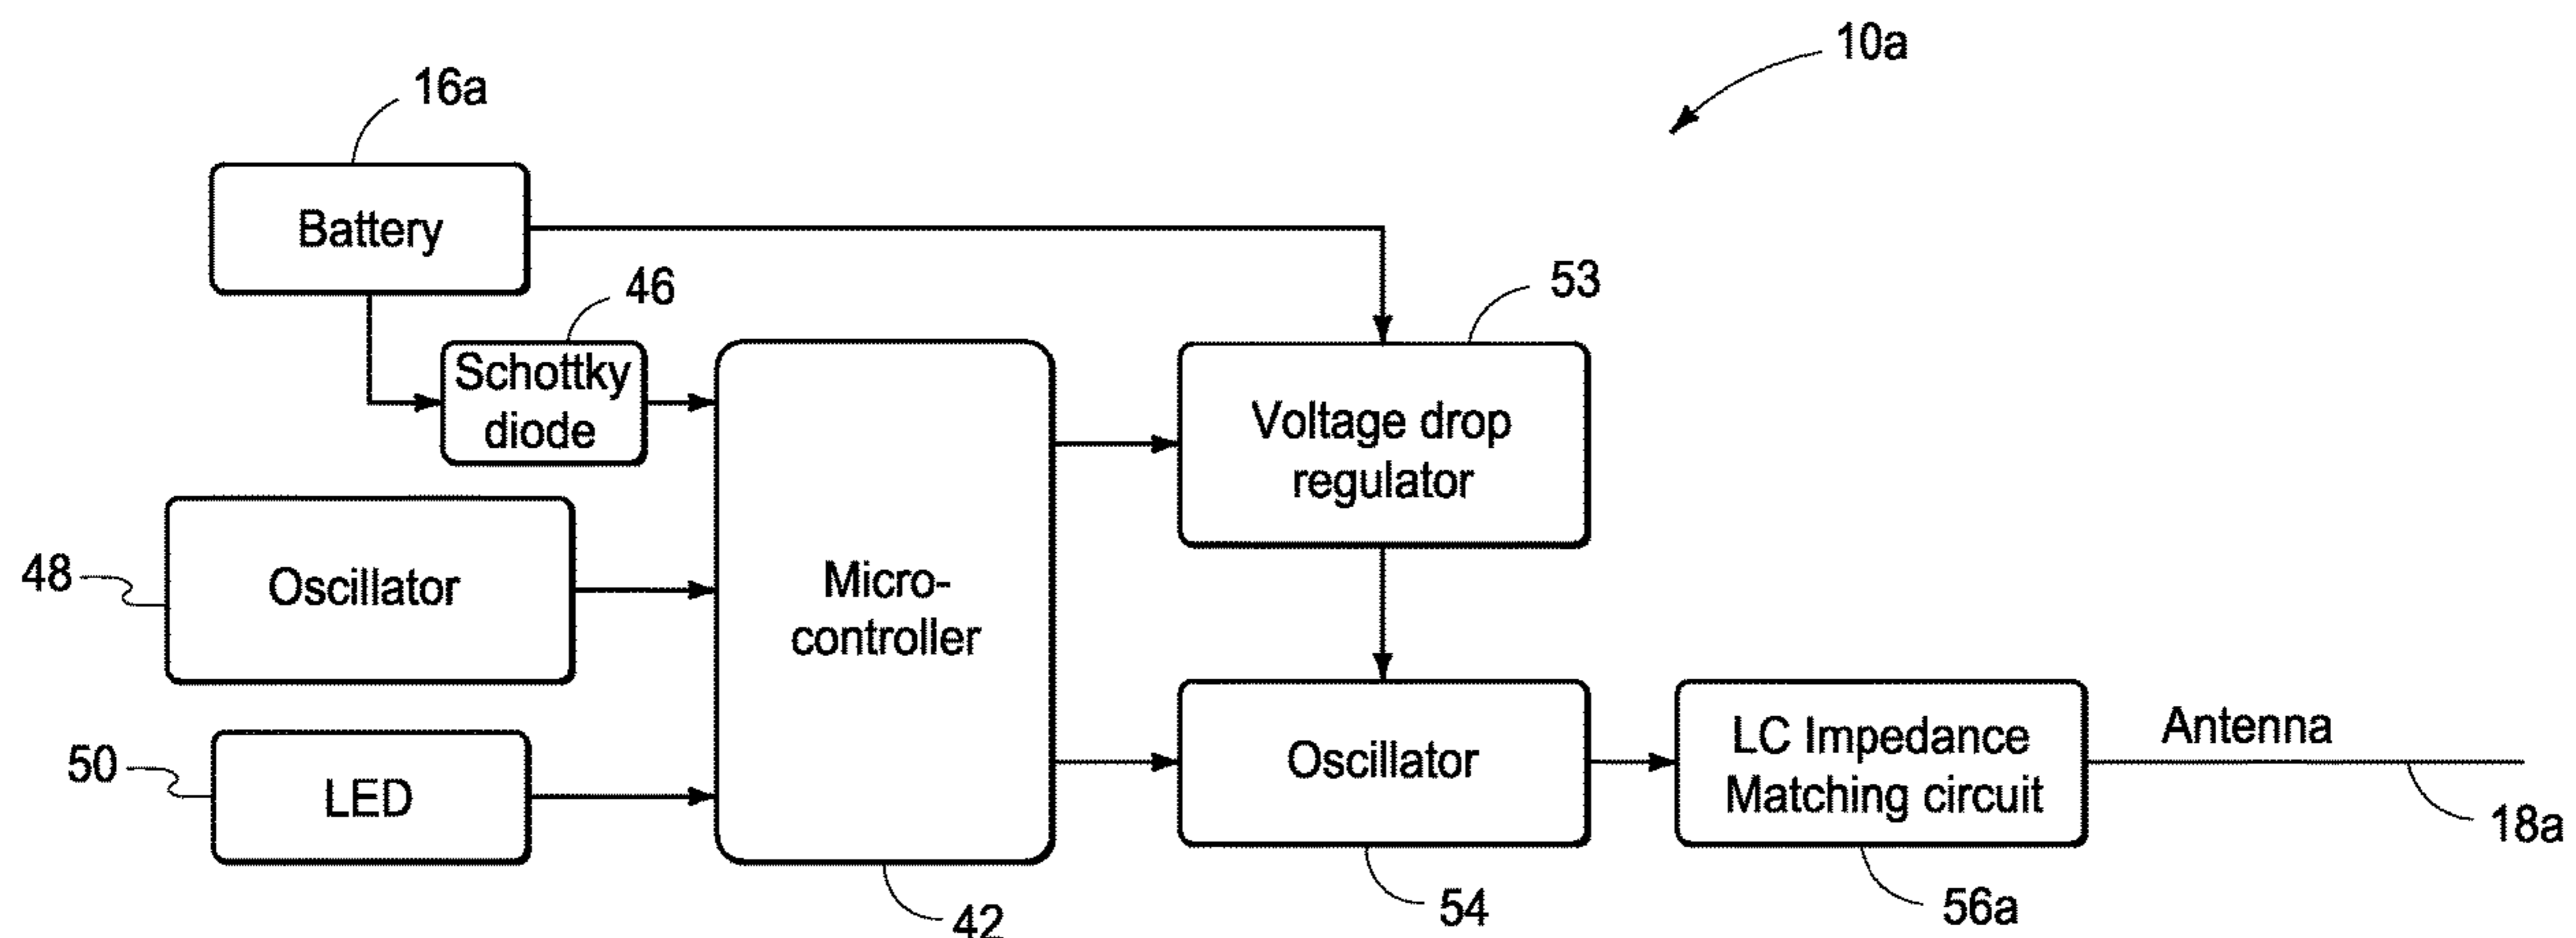 10a
16a
Battery
46
53
Schottky
diode
Voltage drop
regulator
48
Oscillator
Micro-
controller
50
LED
Oscillator
LC Impedance
Matching circuit
Antenna
18a
42
54
56a